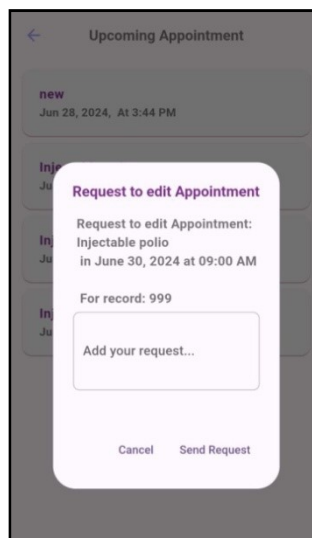 Upcoming Appointment
new
Jun 28, 2024, At 3:44 PM
Request to edit Appointment
Request to edit Appointment:
Injectable polio
in June 30, 2024 at 09:00 AM
For record: 999
Add your request...
Cancel Send Request